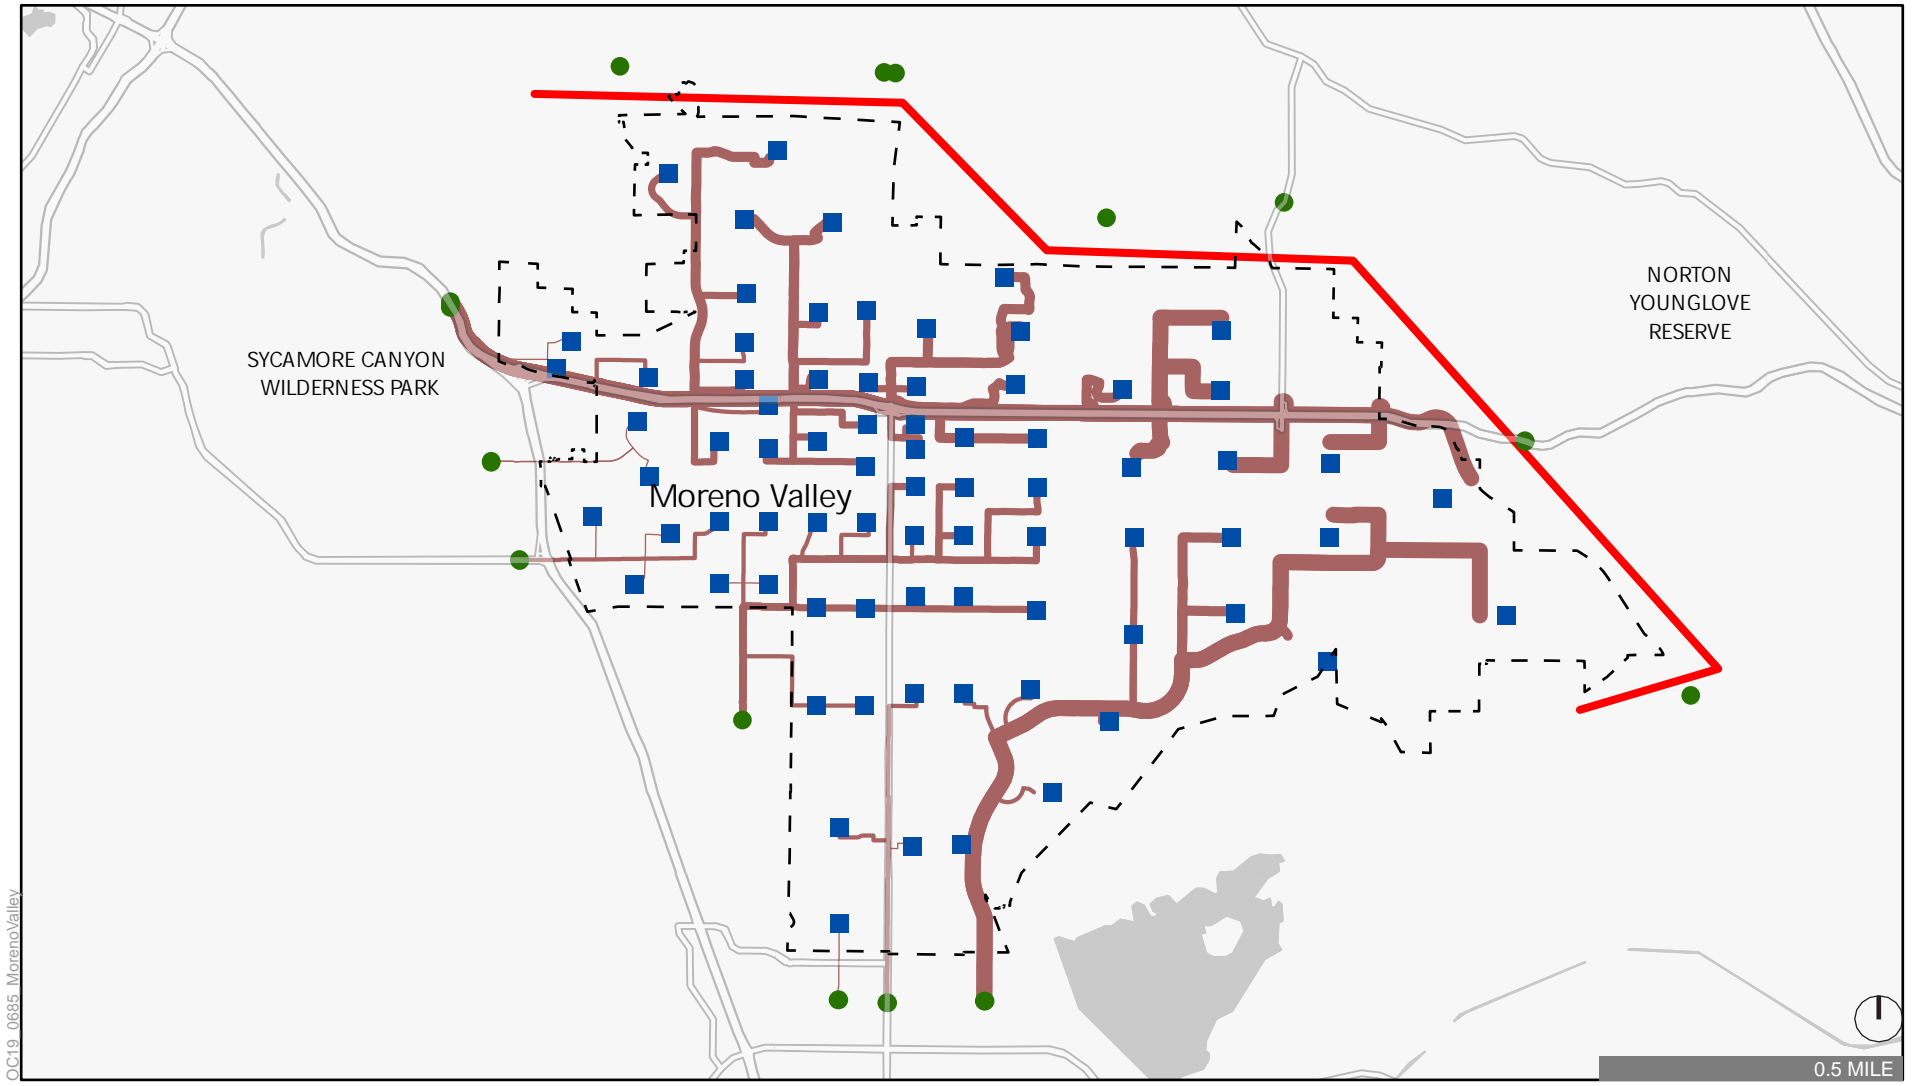 NORTON
YOUNGLOVE
RESERVE
SYCAMORE CANYON
WILDERNESS PARK
Moreno Valley
OC19_0685_MorenoValley
0.5 MILE